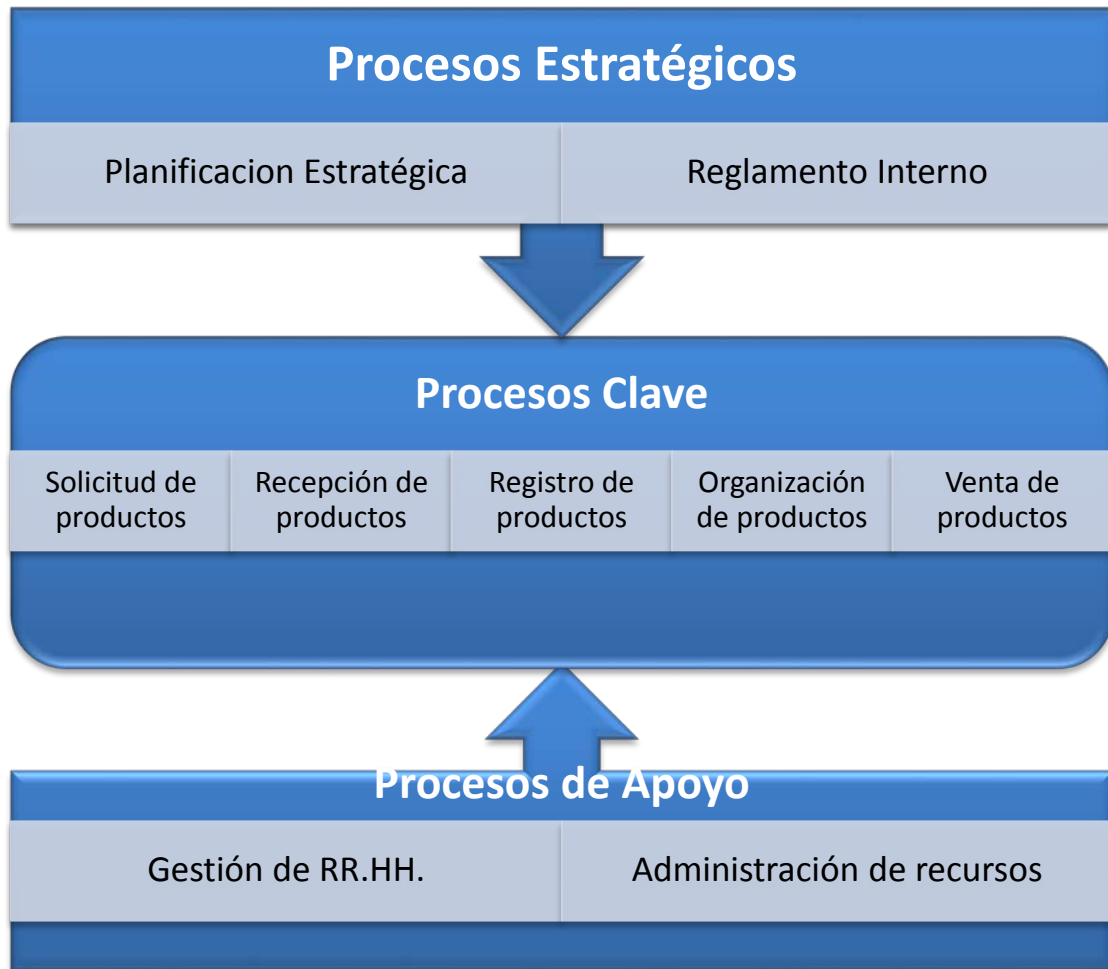 Procesos Estratégicos
Planificacion Estratégica
Reglamento Interno
Procesos Clave
Solicitud de
productos
Recepción de
productos
Registro de
productos
Organización
de productos
Venta de
productos
Procesos de Apoyo
Gestión de RR.HH.
Administración de recursos